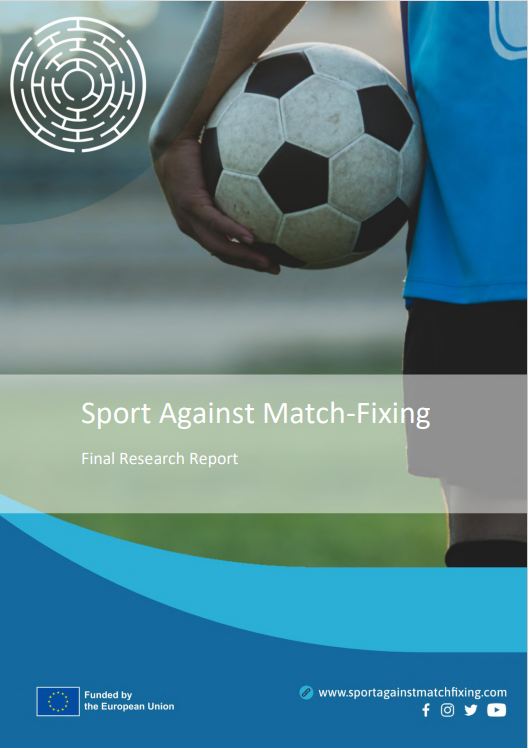 Sport Against Match-Fixing
Final Research Report
Funded by
the European Union
www.sportagainstmatchfixing.com